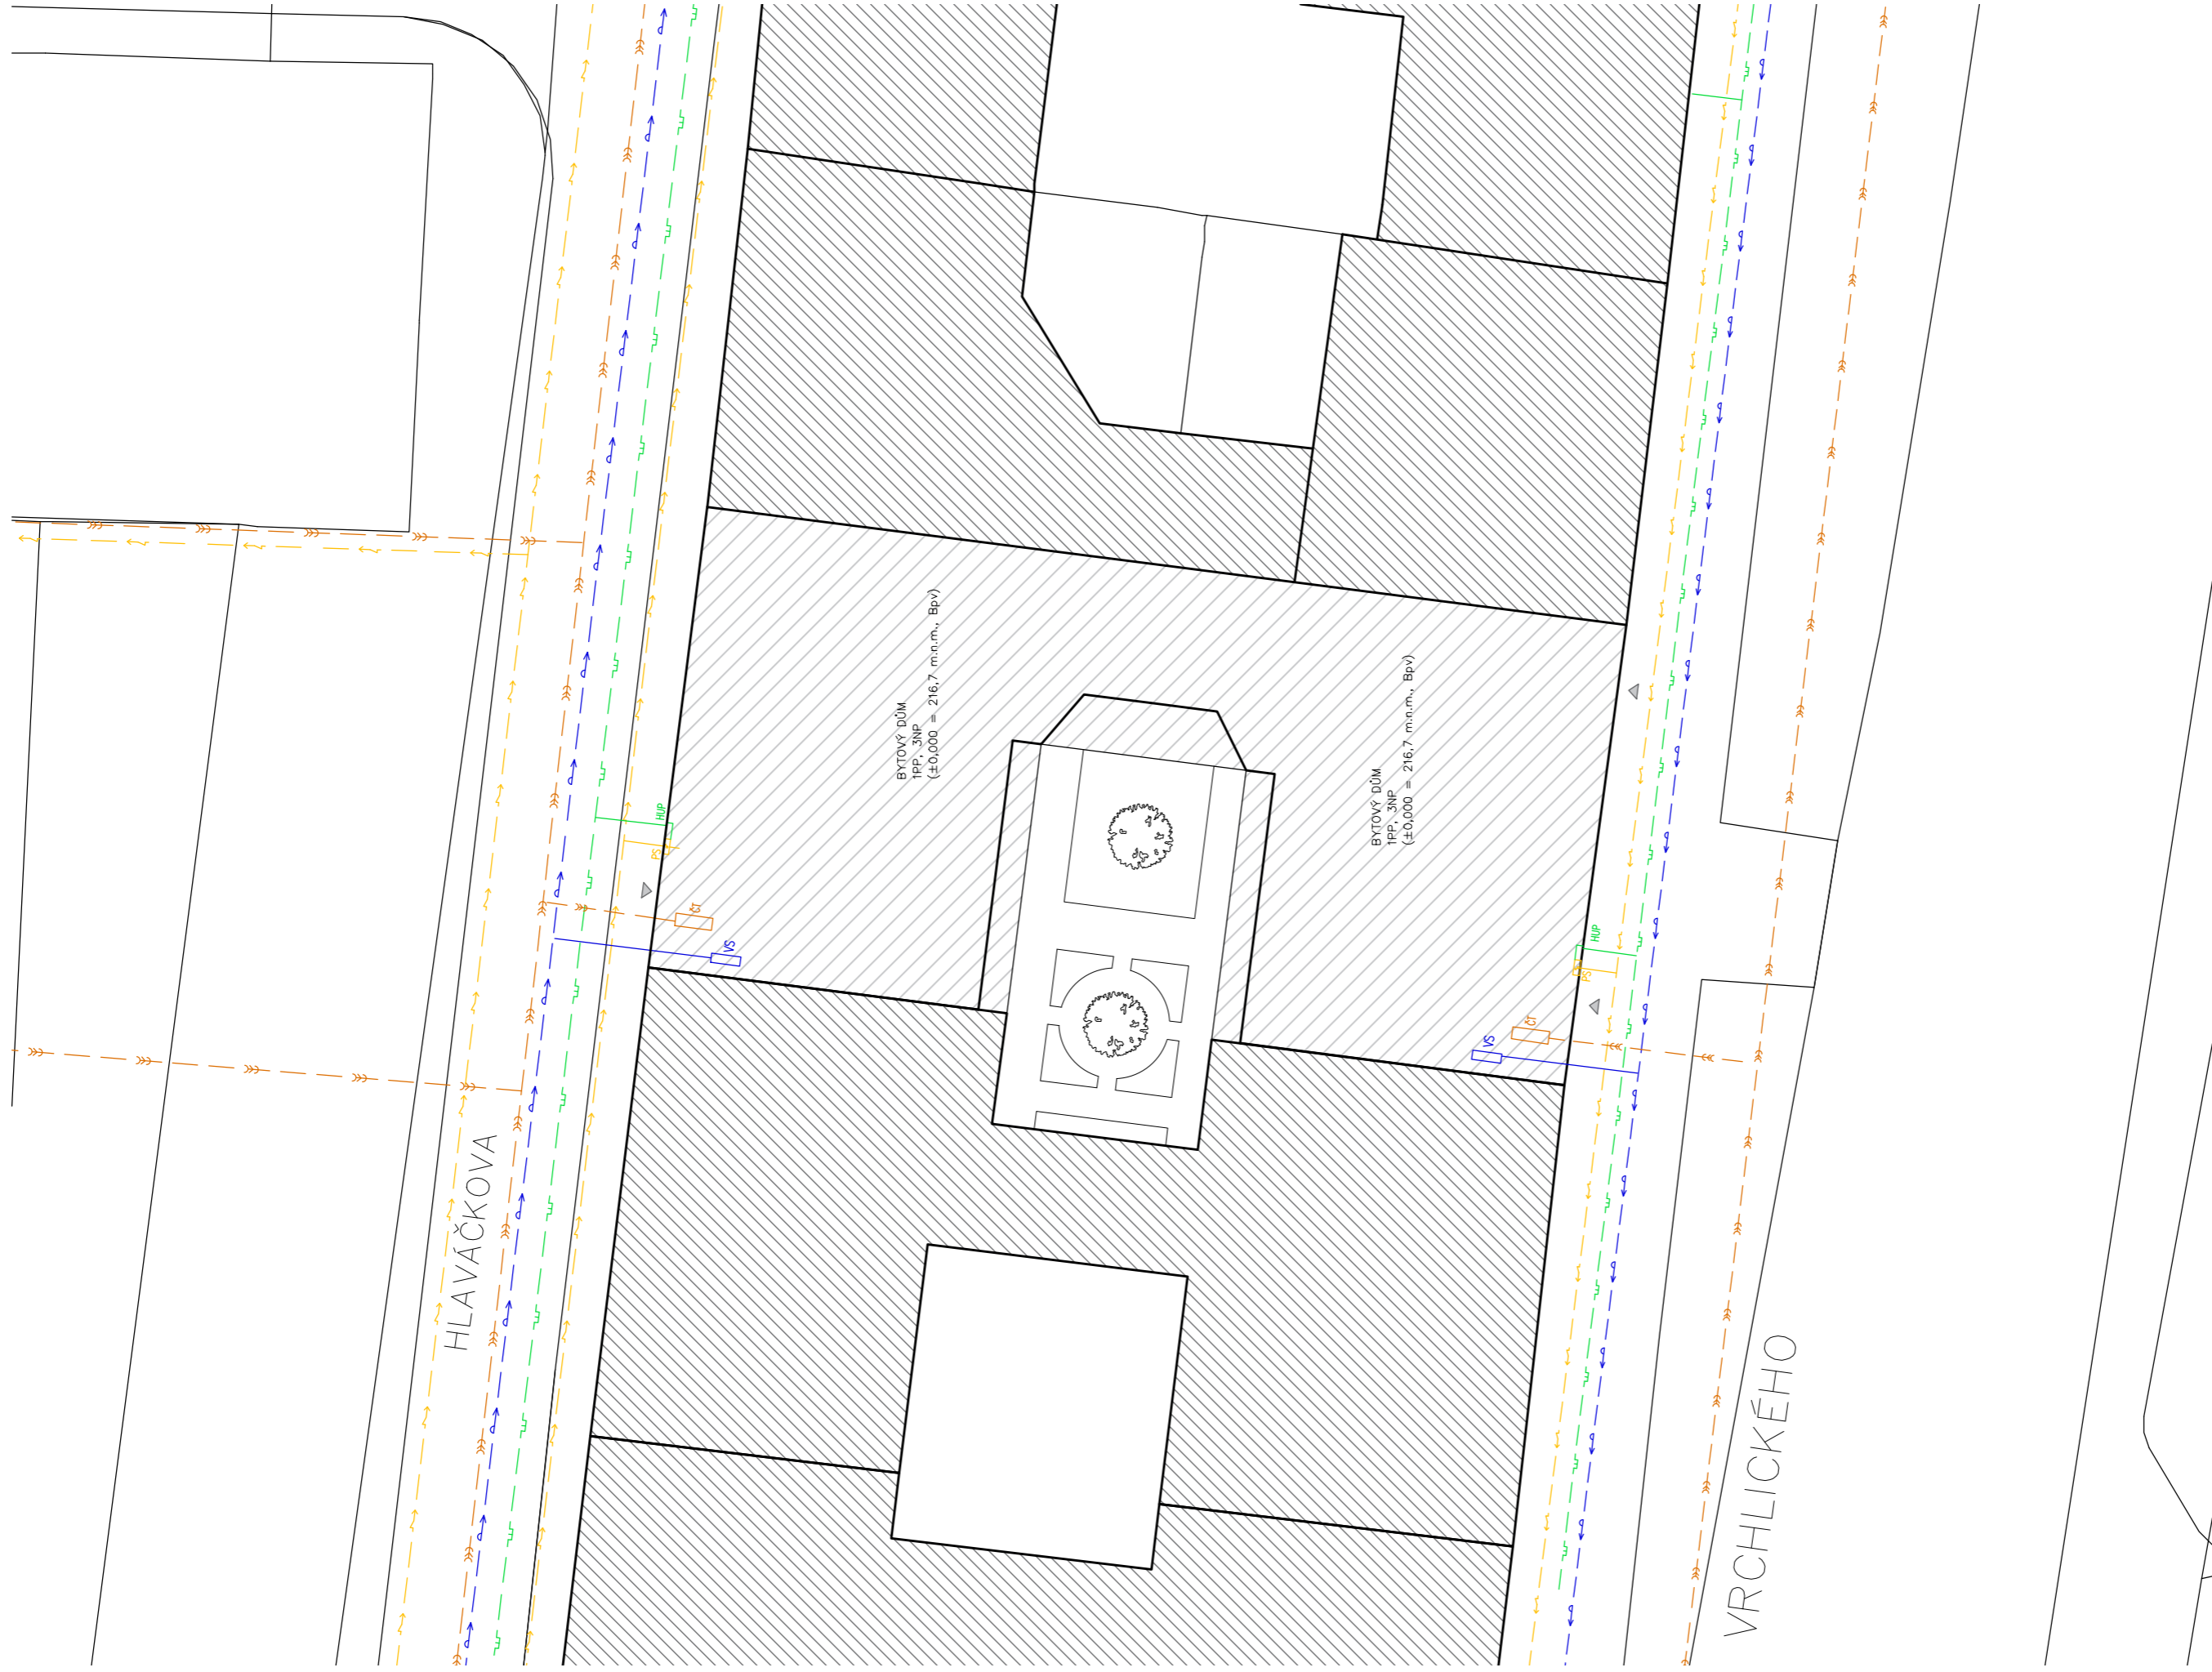 BYTOVÝ DŮM
1PP, 3NP
(±0,000 = 216,7 m.n.m., Bpv)
BYTOVÝ DŮM
1PP, 3NP
(±0,000 = 216,7 m.n.m., Bpv)
HUP
PS
ČT
VS
HUP
PS
ČT
VS
HLAVÁČKOVA
VRCHLICKÉHO